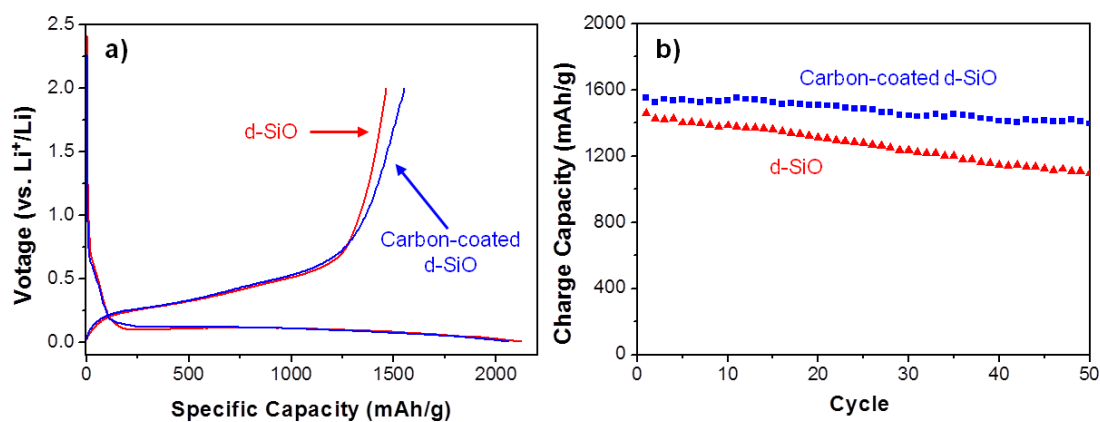 a)
Votage (vs. Li⁺/Li)
2.5
2.0
1.5
1.0
0.5
0.0
d-SiO
Carbon-coated
d-SiO
0
500
1000
1500
2000
Specific Capacity (mAh/g)
b)
Charge Capacity (mAh/g)
2000
1600
1200
800
400
0
Carbon-coated d-SiO
d-SiO
0
10
20
30
40
50
Cycle